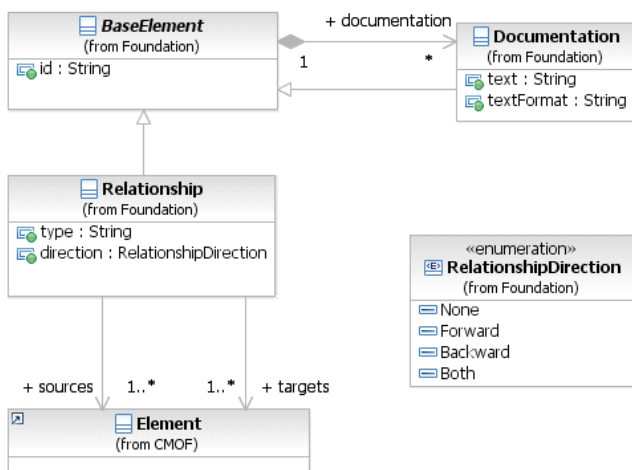 BaseElement
(from Foundation)
id : String
+ documentation
1
*
Documentation
(from Foundation)
text : String
textFormat : String
Relationship
(from Foundation)
type : String
direction : RelationshipDirection
«enumeration»
<E> RelationshipDirection
(from Foundation)
None
Forward
Backward
Both
+ sources 1..* 1..* + targets
Element
(from CMOF)